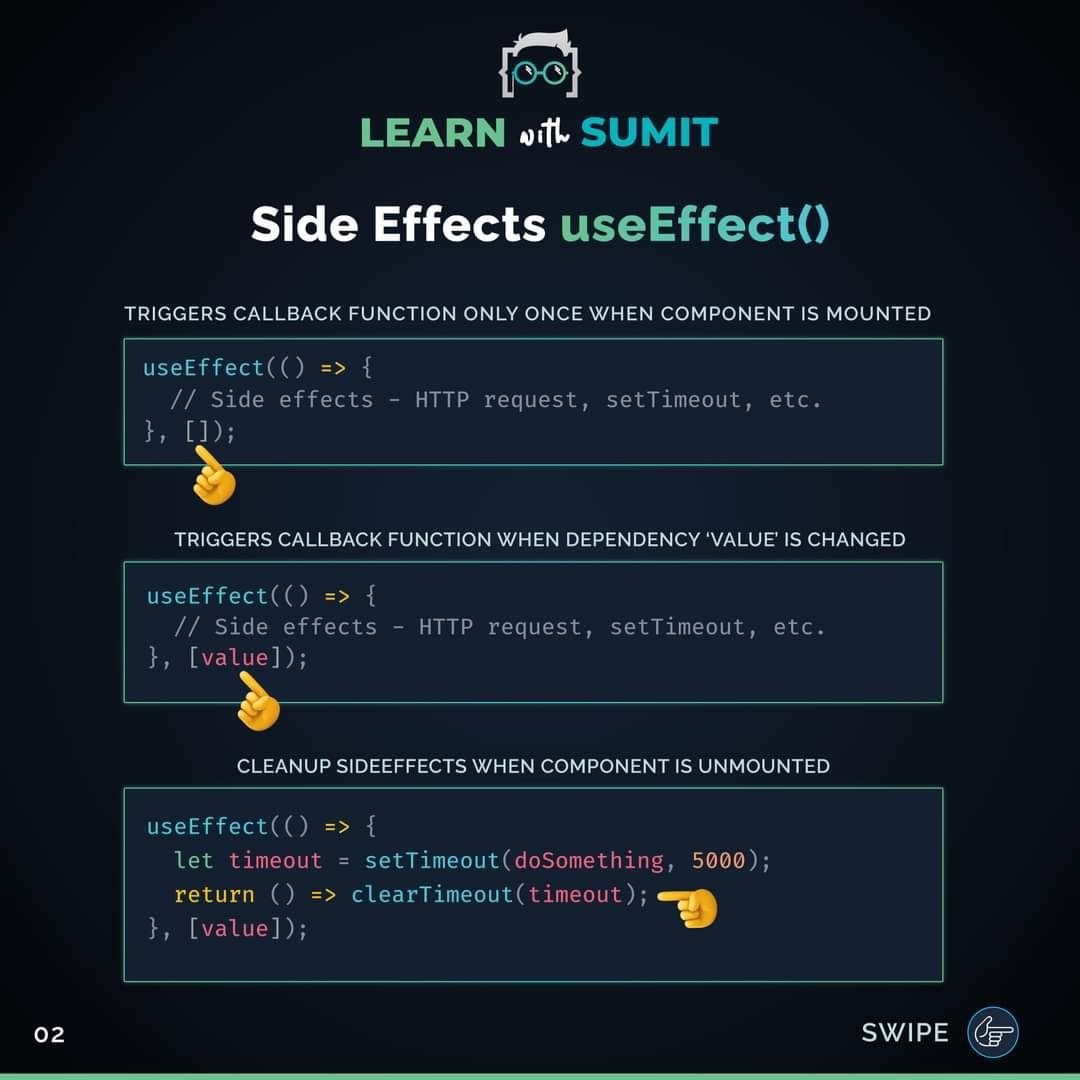 LEARN with SUMIT
Side Effects useEffect()
TRIGGERS CALLBACK FUNCTION ONLY ONCE WHEN COMPONENT IS MOUNTED
useEffect(() => {
  // Side effects - HTTP request, setTimeout, etc.
}, []);
TRIGGERS CALLBACK FUNCTION WHEN DEPENDENCY ‘VALUE’ IS CHANGED
useEffect(() => {
  // Side effects - HTTP request, setTimeout, etc.
}, [value]);
CLEANUP SIDEEFFECTS WHEN COMPONENT IS UNMOUNTED
useEffect(() => {
  let timeout = setTimeout(doSomething, 5000);
  return () => clearTimeout(timeout);
}, [value]);
02
SWIPE